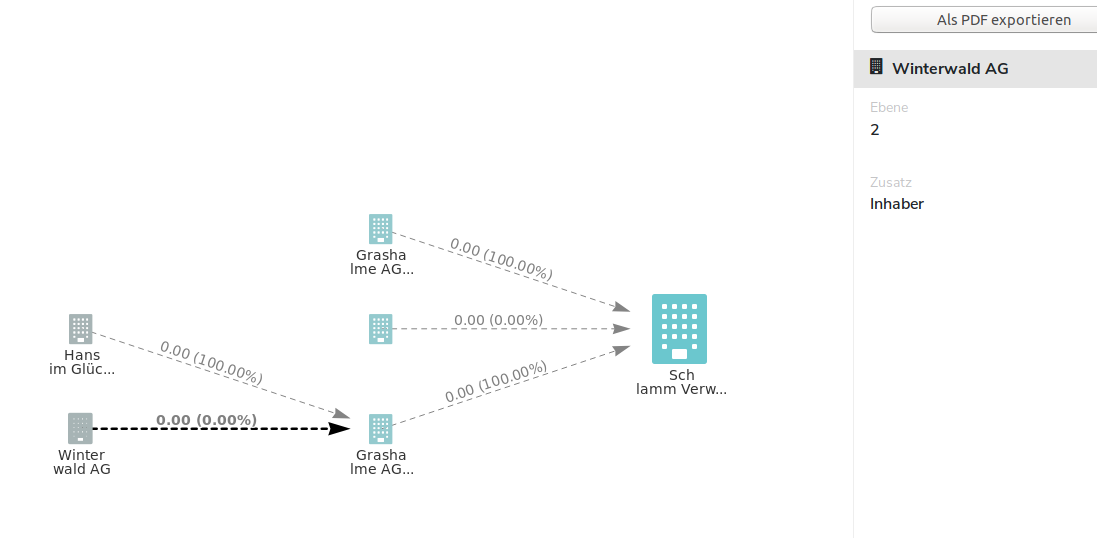 Als PDF exportieren
Winterwald AG
Ebene
2
Zusatz
Inhaber
0.00 (100.00%)
Grasha
lme AG...
0.00 (0.00%)
Hans
im Glüc...
0.00 (100.00%)
0.00 (100.00%)
Sch
lamm Verw...
0.00 (0.00%)
Winter
wald AG
Grasha
lme AG...